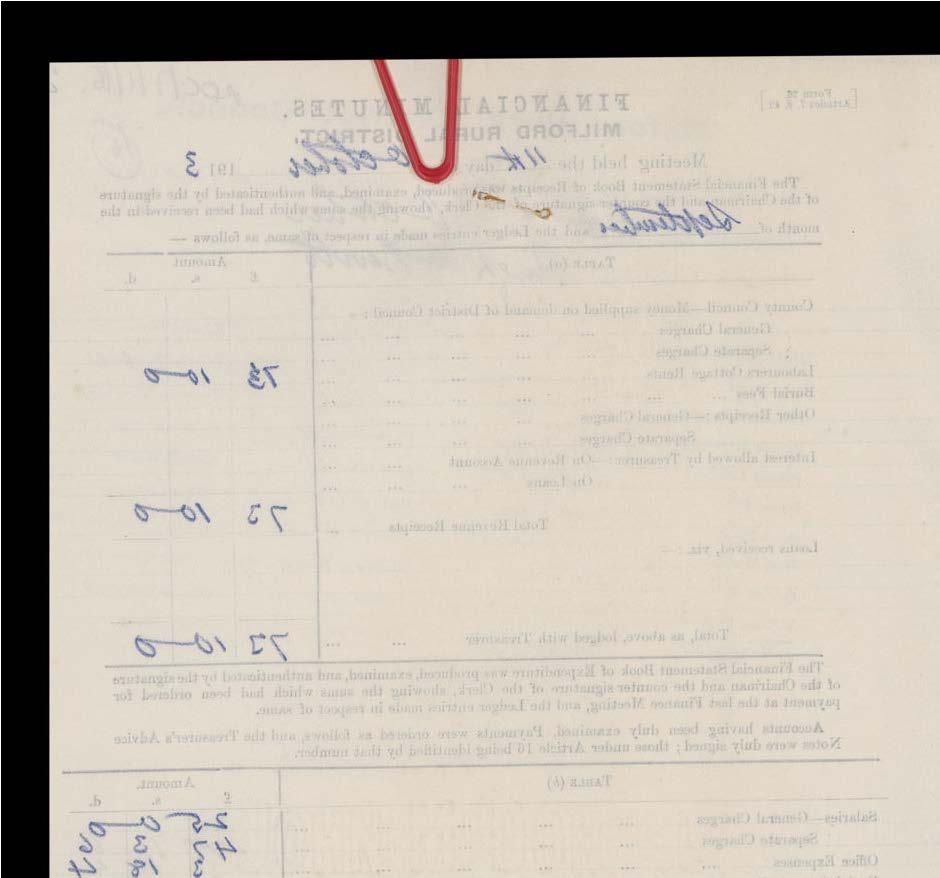 Form 26
[Articles 7, 8, 43]
FINANCIAL MINUTES.
MILFORD RURAL DISTRICT.
Meeting held the 11th day October 1913
The Financial Statement Book of Receipts was produced, examined, and authenticated by the signature
of the Chairman and the counter signature of the Clerk, showing the sums which had been received in the
month of September and the Ledger entries made in respect of same, as follows —
TABLE (a). Amount
£ s. d.
County Council—Money supplied on demand of District Council: –
General Charges ... ... ... ...
Separate Charges ... ... ... ...
Labourers Cottage Rents ... ... ... ... 73 10 0
Burial Fees ... ... ... ... ... ...
Other Receipts:—General Charges ... ... ... ...
Separate Charges ... ... ... ...
Interest allowed by Treasurer:—On Revenue Account ... ...
On Loans ... ... ...
Total Revenue Receipts ... 73 10 0
Loans received, viz.:—
Total, as above, lodged with Treasurer ... ... 73 10 0
The Financial Statement Book of Expenditure was produced, examined, and authenticated by the signature
of the Chairman and the counter signature of the Clerk, showing the sums which had been ordered for
payment at the last Finance Meeting, and the Ledger entries made in respect of same.
Accounts having been duly examined, Payments were ordered as follows, and the Treasurer's Advice
Notes were duly signed; those under Article 16 being identified by that number.
TABLE (b) Amount.
£ s. d.
Salaries—General Charges ... ... ... ...
Separate Charges ... ... ... ...
Office Expenses ... ... ... ... ...